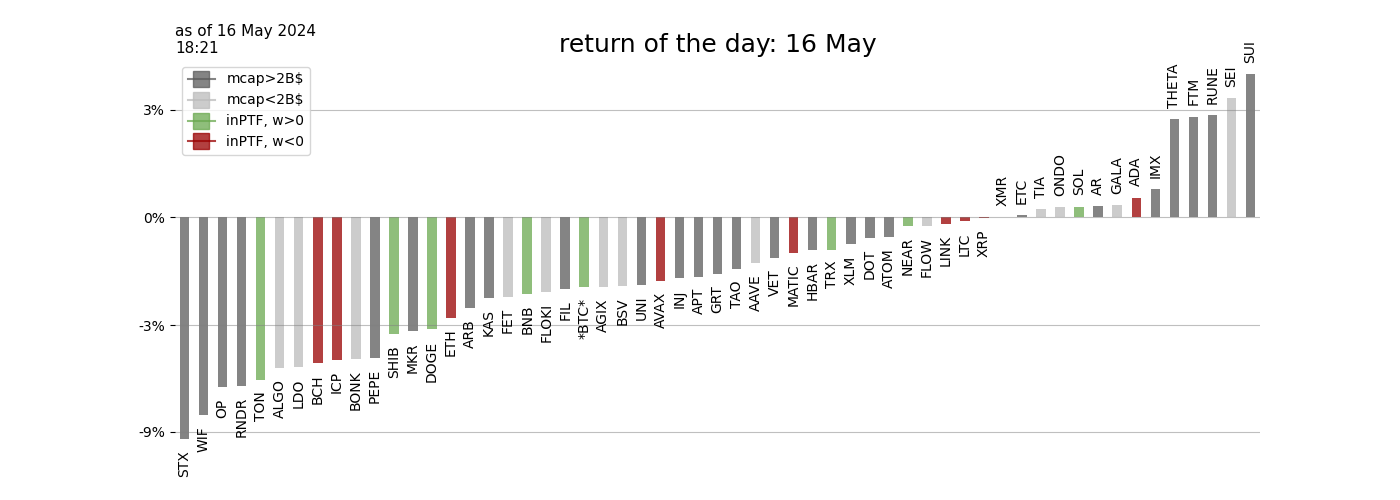 as of 16 May 2024
18:21
return of the day: 16 May
mcap>2B$
mcap<2B$
inPTF, w>0
inPTF, w<0
3%
0%
-3%
-9%
STX
WIF
OP
RNDR
TON
ALGO
LDO
BCH
ICP
BONK
PEPE
SHIB
MKR
DOGE
ETH
ARB
KAS
FET
BNB
FLOKI
FIL
*BTC*
AGIX
BSV
UNI
AVAX
INJ
APT
GRT
TAO
AAVE
VET
MATIC
HBAR
TRX
XLM
DOT
ATOM
NEAR
FLOW
LINK
LTC
XRP
XMR
ETC
TIA
ONDO
SOL
AR
GALA
ADA
IMX
THETA
FTM
RUNE
SEI
SUI